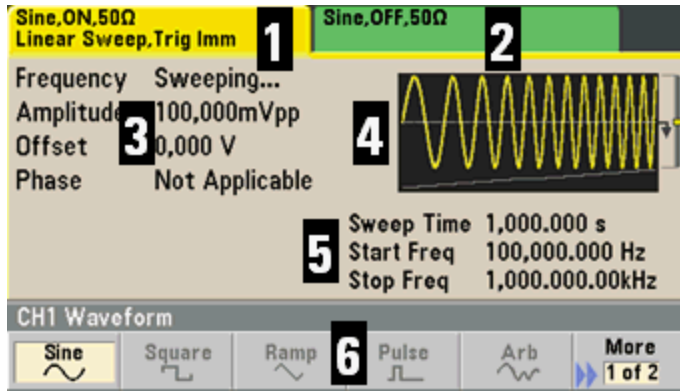 Sine,ON,50Ω
Linear Sweep,Trig Imm
1
Sine,OFF,50Ω
2
Frequency Sweeping...
Amplitude 100,000mVpp
Offset 0,000 V
Phase Not Applicable
3
4
5
Sweep Time 1,000.000 s
Start Freq 100,000.000 Hz
Stop Freq 1,000.000.00kHz
CH1 Waveform
Sine Square Ramp 6 Pulse Arb More
1 of 2